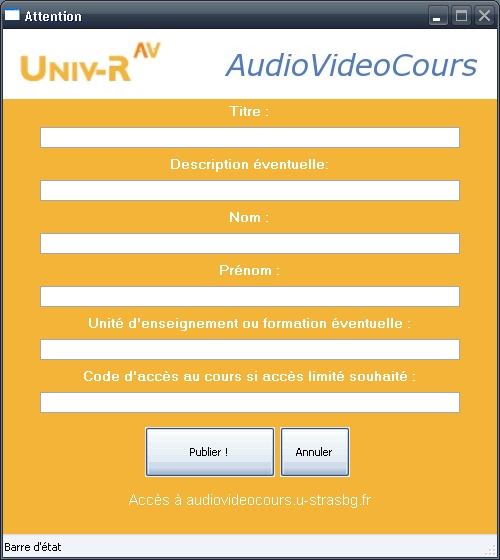 Attention
UNIV-R AV
AudioVideoCours
Titre :
Description éventuelle:
Nom :
Prénom :
Unité d'enseignement ou formation éventuelle :
Code d'accès au cours si accès limité souhaité :
Publier !
Annuler
Accès à audiovideocours.u-strasbg.fr
Barre d'état